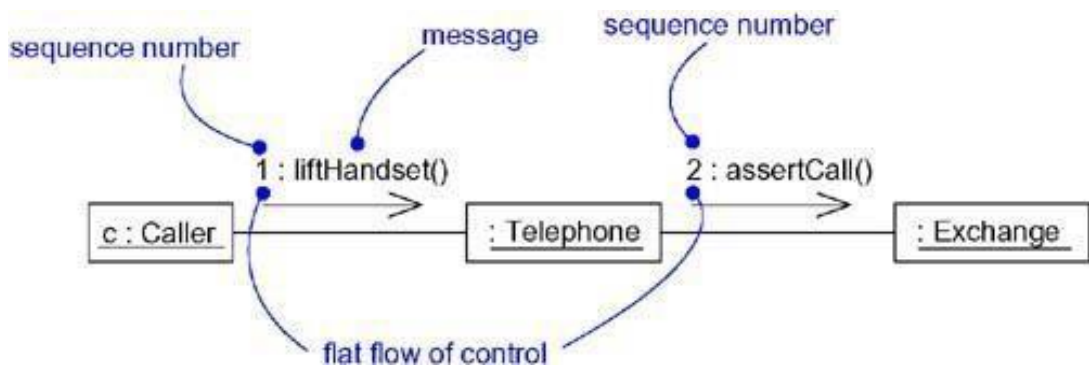 sequence number
message
sequence number
1 : liftHandset()
2 : assertCall()
c : Caller
: Telephone
: Exchange
flat flow of control